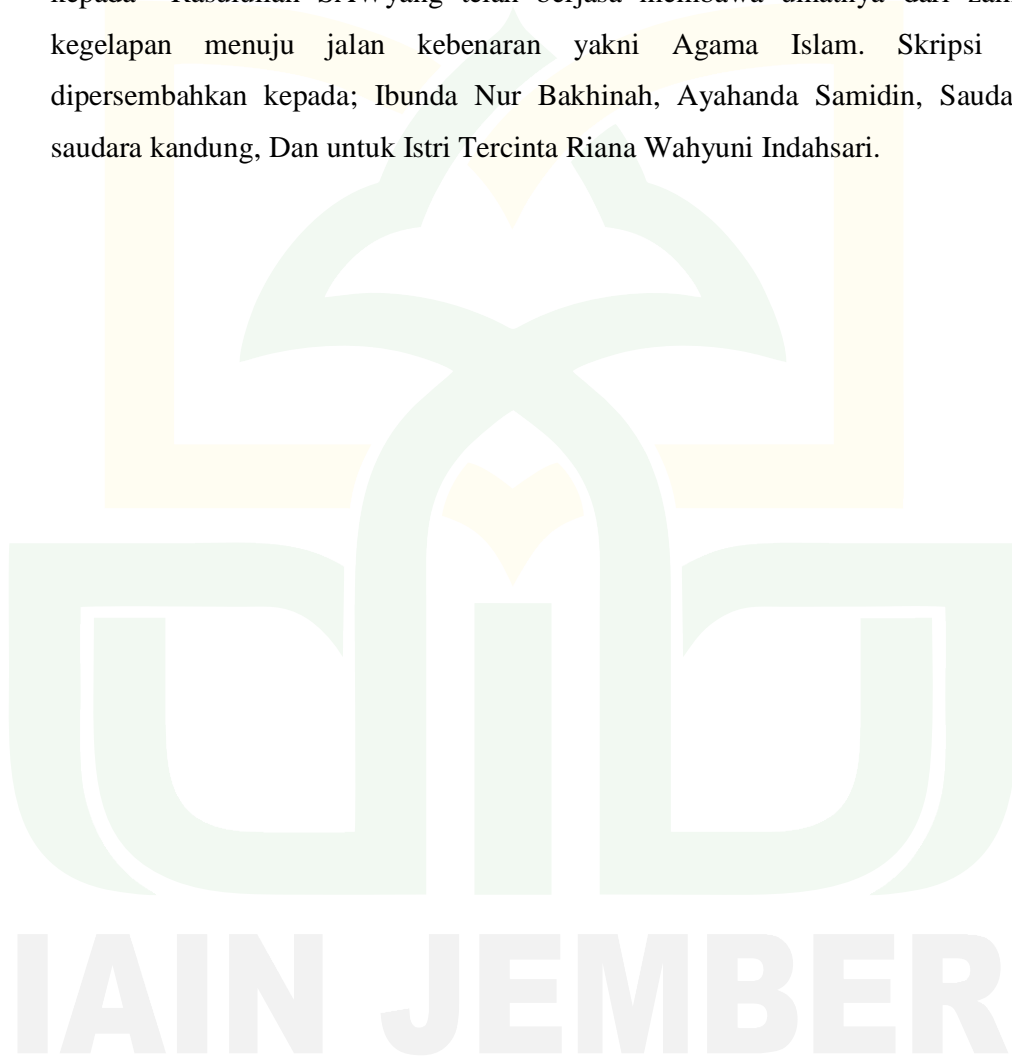 kegelapan menuju jalan kebenaran yakni Agama Islam. Skripsi
dipersembahkan kepada; Ibunda Nur Bakhinah, Ayahanda Samidin, Sauda
saudara kandung, Dan untuk Istri Tercinta Riana Wahyuni Indahsari.
IAIN JEMBER